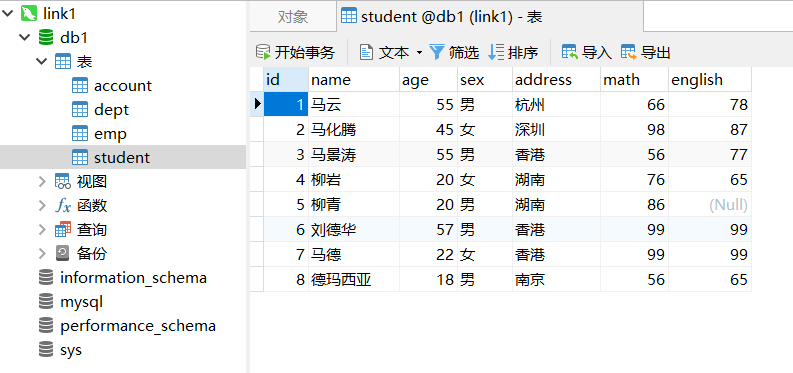 link1
db1
表
account
dept
emp
student
视图
函数
查询
备份
information_schema
mysql
performance_schema
sys
对象 student @db1 (link1) - 表
开始事务 文本 筛选 排序 导入 导出
id name age sex address math english
1 马云 55 男 杭州 66 78
2 马化腾 45 女 深圳 98 87
3 马景涛 55 男 香港 56 77
4 柳岩 20 女 湖南 76 65
5 柳青 20 男 湖南 86 (Null)
6 刘德华 57 男 香港 99 99
7 马德 22 女 香港 99 99
8 德玛西亚 18 男 南京 56 65